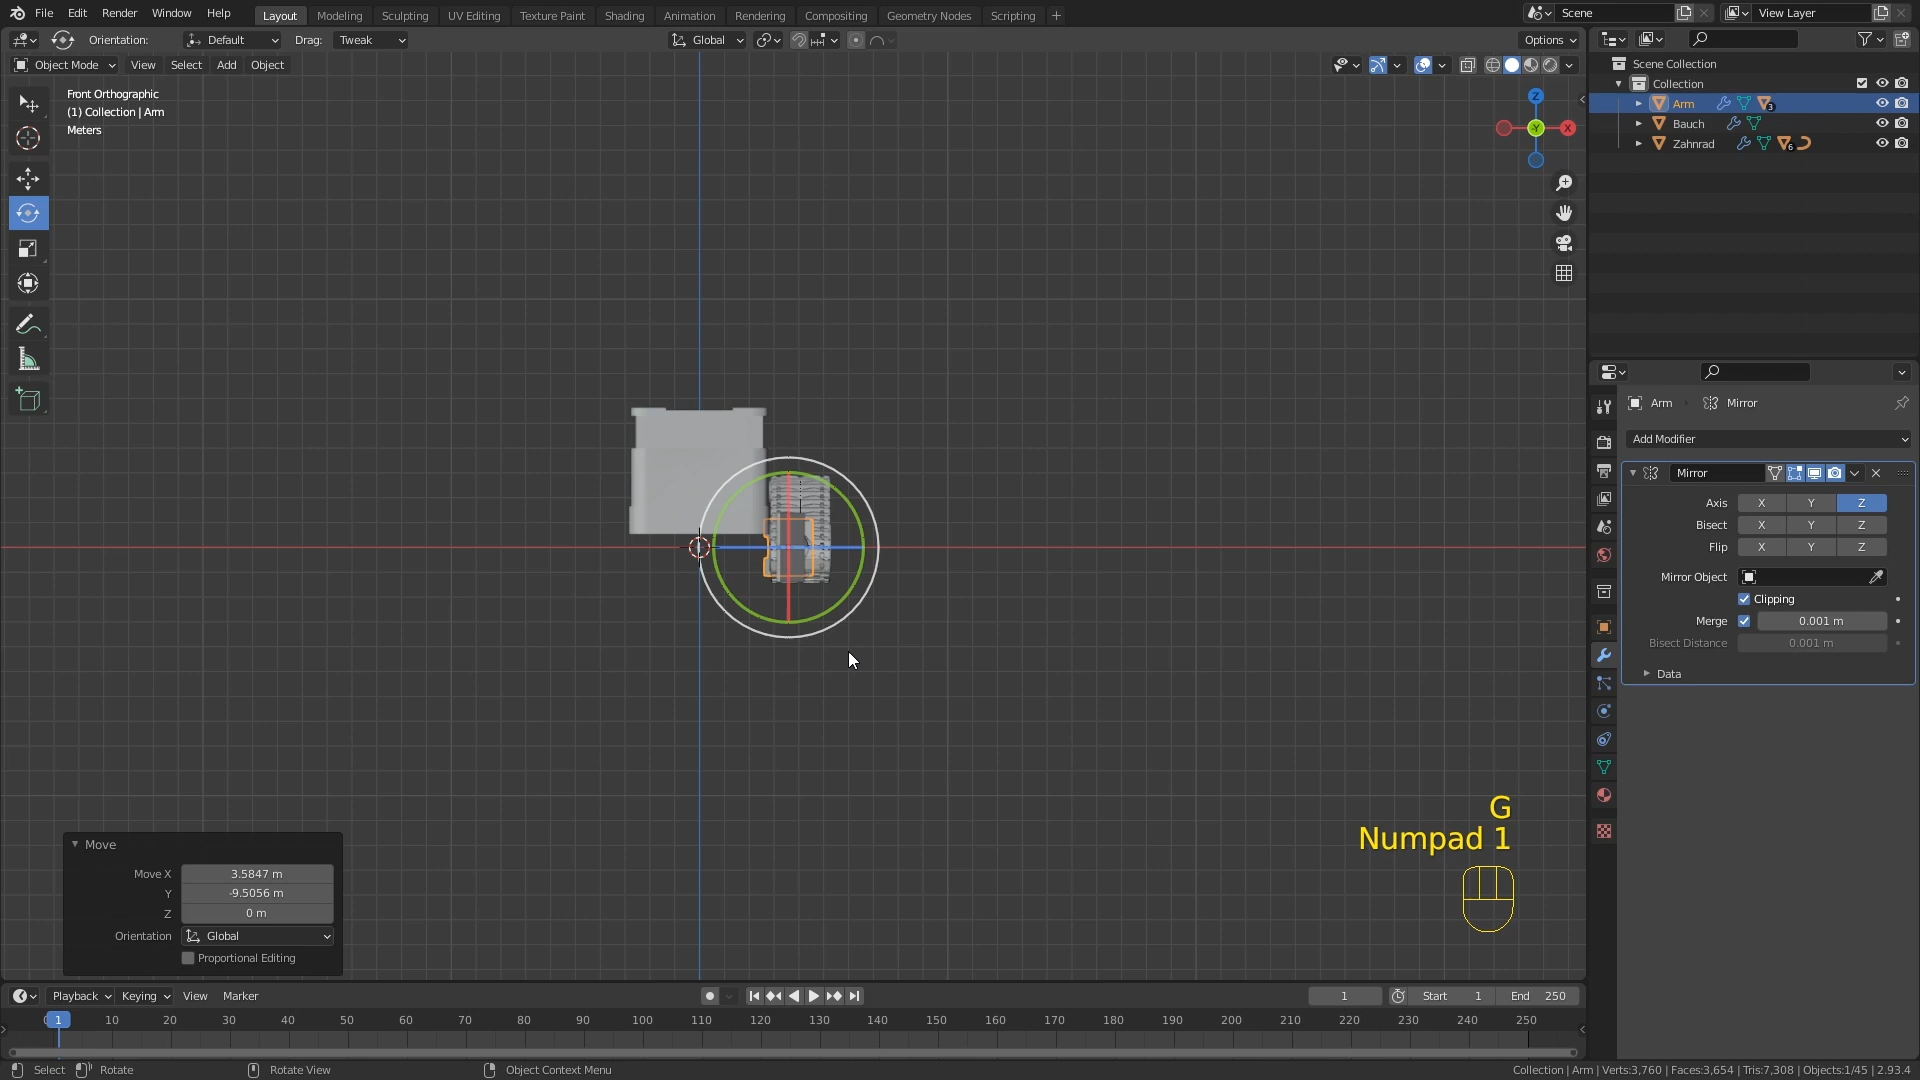 File Edit Render Window Help Layout Modeling Sculpting UV Editing Texture Paint Shading Animation Rendering Compositing Geometry Nodes Scripting + Scene View Layer
Orientation: Default Drag: Tweak Global Options
Object Mode View Select Add Object
Front Orthographic
(1) Collection | Arm
Meters
Z
X
-Y
Scene Collection
Collection
Arm 3
Bauch
Zahnrad 6
Arm Mirror
Add Modifier
Mirror
Axis X Y Z
Bisect X Y Z
Flip X Y Z
Mirror Object
Clipping
Merge 0.001 m
Bisect Distance 0.001 m
Data
G
Numpad 1
Move
Move X 3.5847 m
Y -9.5056 m
Z 0 m
Orientation Global
Proportional Editing
Playback Keying View Marker 1 Start 1 End 250
1 10 20 30 40 50 60 70 80 90 100 110 120 130 140 150 160 170 180 190 200 210 220 230 240 250
Select Rotate Rotate View Object Context Menu Collection | Arm | Verts:3,760 | Faces:3,654 | Tris:7,308 | Objects:1/45 | 2.93.4